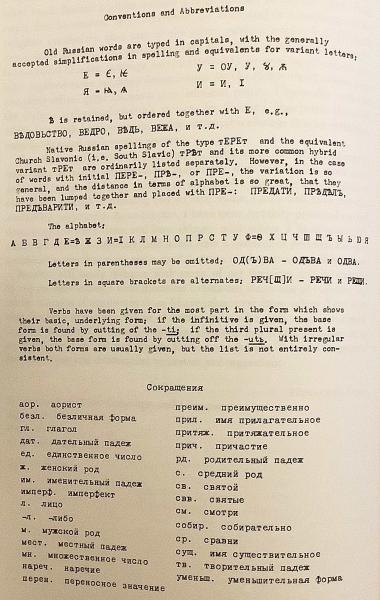 Conventions and Abbreviations
Old Russian words are typed in capitals, with the generally
accepted simplifications in spelling and equivalents for variant letters:
Е = Є, Ѥ
У = ОУ, У, Ѫ
Я = Ꙗ, Ѧ
И = И, І
Ѣ is retained, but ordered together with Е, e.g.,
ВѢДОВЬСТВО, ВЕДРО, ВѢДЬ, ВЕЖА, и т.д.
Native Russian spellings of the type тЕРЕт and the equivalent
Church Slavonic (i.e. South Slavic) тРѢт and its more common hybrid
variant тРЕт are ordinarily listed separately. However, in the case
of words with initial ПЕРЕ-, ПРѢ-, or ПРЕ-, the variation is so
general, and the distance in terms of alphabet is so great, that they
have been lumped together and placed with ПРЕ-: ПРЕДАТИ, ПРѢДѢЛЪ,
ПРЕДЪВАРИТИ, и т.д.
The alphabet:
А Б В Г Д Е=Ѣ Ж З И=І К Л М Н О П Р С Т У Ф=Ѳ Х Ц Ч Ш Щ Ъ Ы Ь Ю Я
Letters in parentheses may be omitted; ОД(Ъ)ВА - ОДЪВА и ОДВА.
Letters in square brackets are alternates; РЕЧ[Щ]И - РЕЧИ и РЕЩИ.
Verbs have been given for the most part in the form which shows
their basic, underlying form; if the infinitive is given, the base
form is found by cutting of the -ti; if the third plural present is
given, the base form is found by cutting off the -utь. With irregular
verbs both forms are usually given, but the list is not entirely con-
sistent.
Сокращения
аор. аорист
безл. безличная форма
гл. глагол
дат. дательный падеж
ед. единственное число
ж. женский род
им. именительный падеж
имперф. имперфект
л. лицо
-л. -либо
м. мужской род
мест. местный падеж
мн. множественное число
нареч. наречие
перен. переносное значение
преим. преимущественно
прил. имя прилагательное
притяж. притяжательное
прич. причастие
рд. родительный падеж
с. средний род
св. святой
свв. святые
см. смотри
собир. собирательно
ср. сравни
сущ. имя существительное
тв. творительный падеж
уменьш. уменьшительная форма